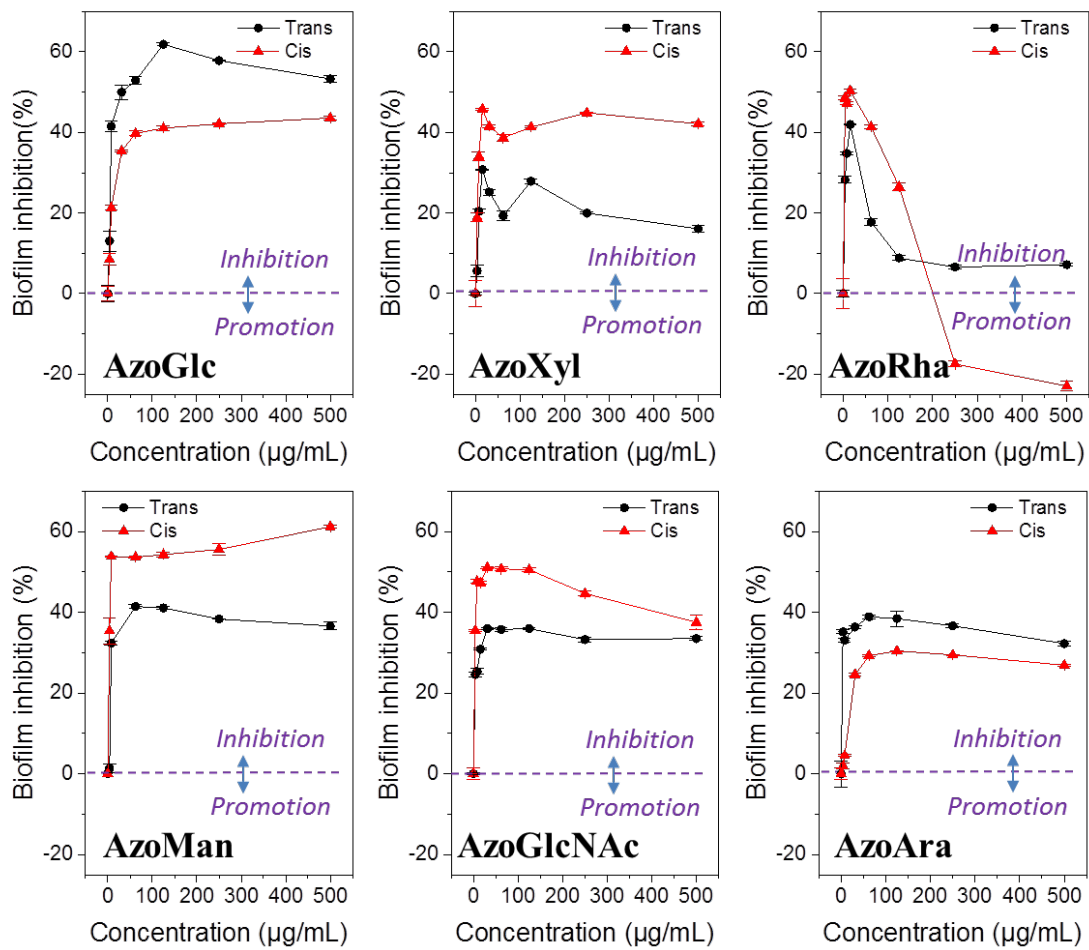 Trans
Cis
Biofilm inhibition(%)
60
40
20
0
-20
Inhibition
Promotion
AzoGlc
0 100 200 300 400 500
Concentration (µg/mL)
Trans
Cis
Biofilm inhibition (%)
60
40
20
0
-20
Inhibition
Promotion
AzoXyl
0 100 200 300 400 500
Concentration (µg/mL)
Trans
Cis
Biofilm inhibition (%)
60
40
20
0
-20
Inhibition
Promotion
AzoRha
0 100 200 300 400 500
Concentration (µg/mL)
Trans
Cis
Biofilm inhibition (%)
60
40
20
0
-20
Inhibition
Promotion
AzoMan
0 100 200 300 400 500
Concentration (µg/mL)
Trans
Cis
Biofilm inhibition (%)
60
40
20
0
-20
Inhibition
Promotion
AzoGlcNAc
0 100 200 300 400 500
Concentration (µg/mL)
Trans
Cis
Biofilm inhibition (%)
60
40
20
0
-20
Inhibition
Promotion
AzoAra
0 100 200 300 400 500
Concentration (µg/mL)